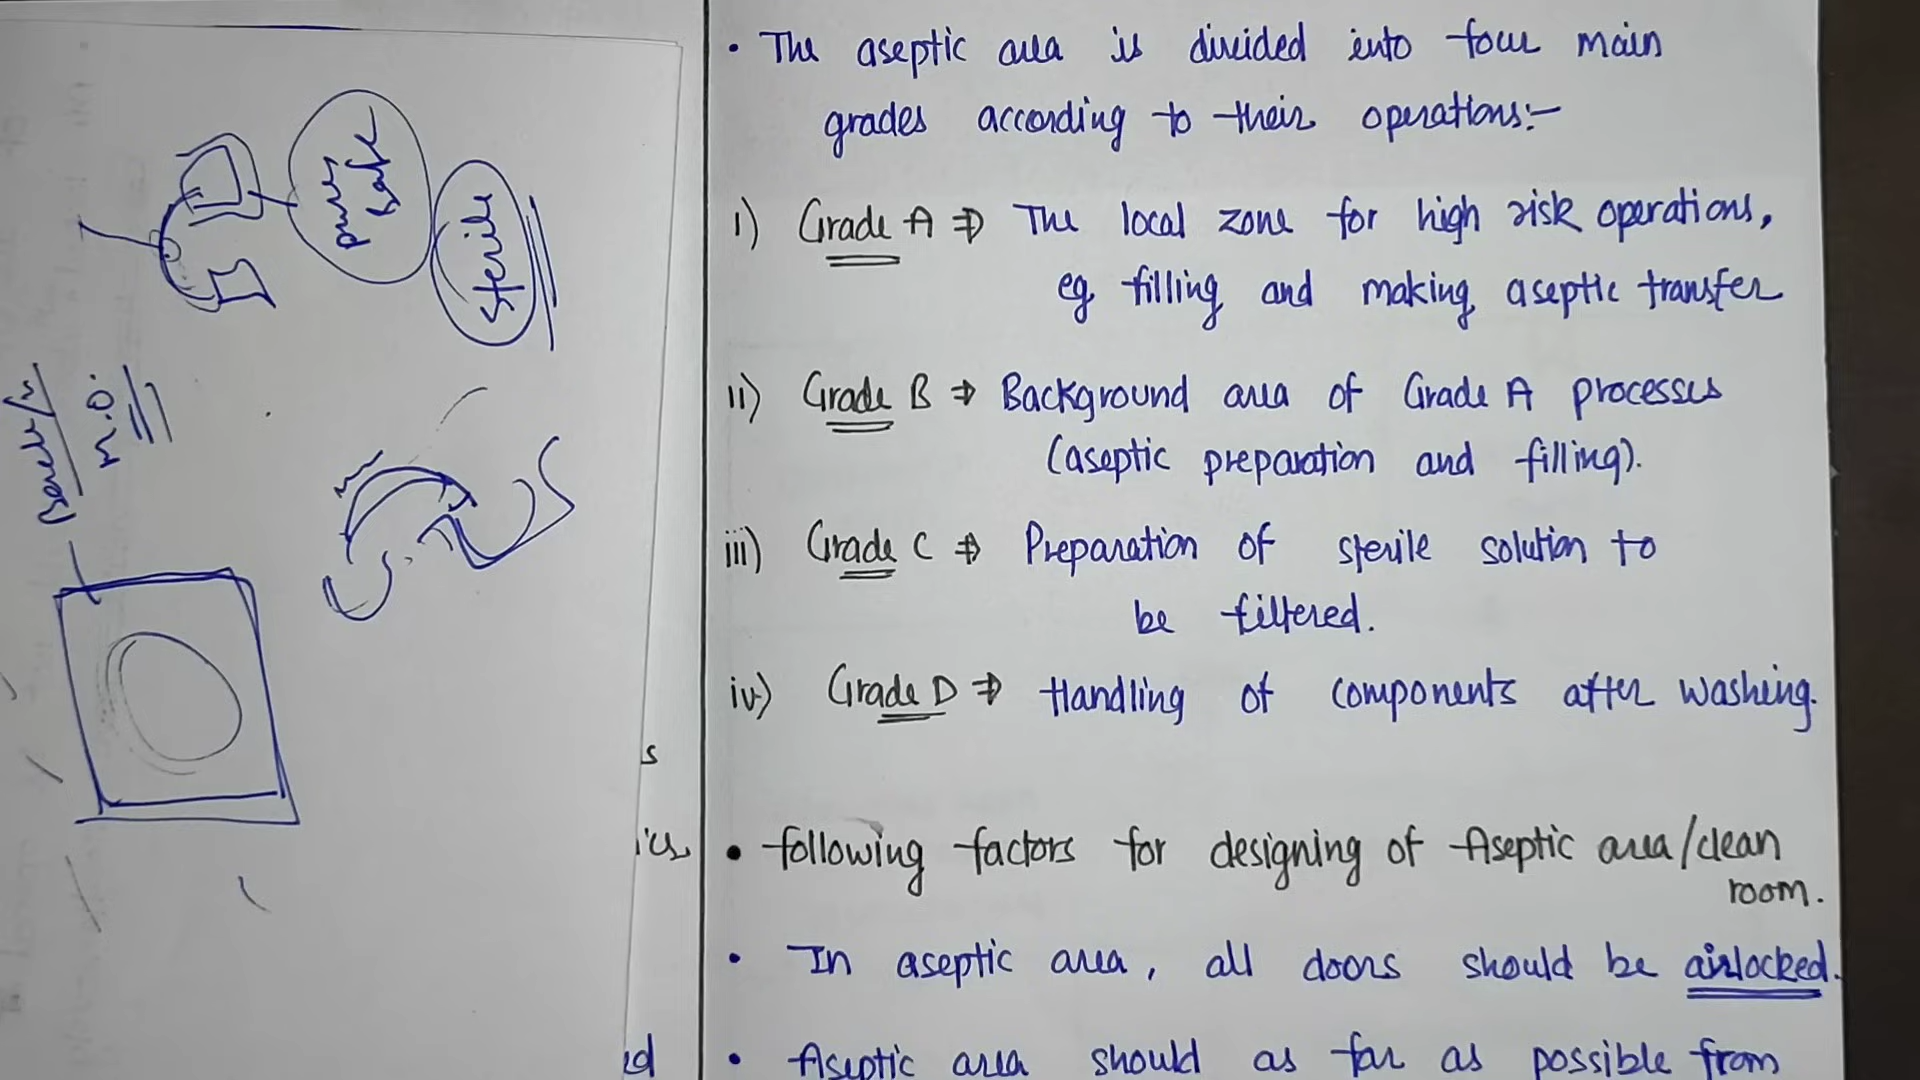 pure,
safe
sterile
m.o.
s
ics
ed
• The aseptic area is divided into four main
grades according to their operations:-
i) Grade A ⇒ The local zone for high risk operations,
eg filling and making aseptic transfer
ii) Grade B ⇒ Background area of Grade A processes
(aseptic preparation and filling).
iii) Grade C ⇒ Preparation of sterile solution to
be filtered.
iv) Grade D ⇒ Handling of components after washing.
• following factors for designing of Aseptic area/clean
room.
• In aseptic area, all doors should be airlocked.
• Aseptic area should as far as possible from